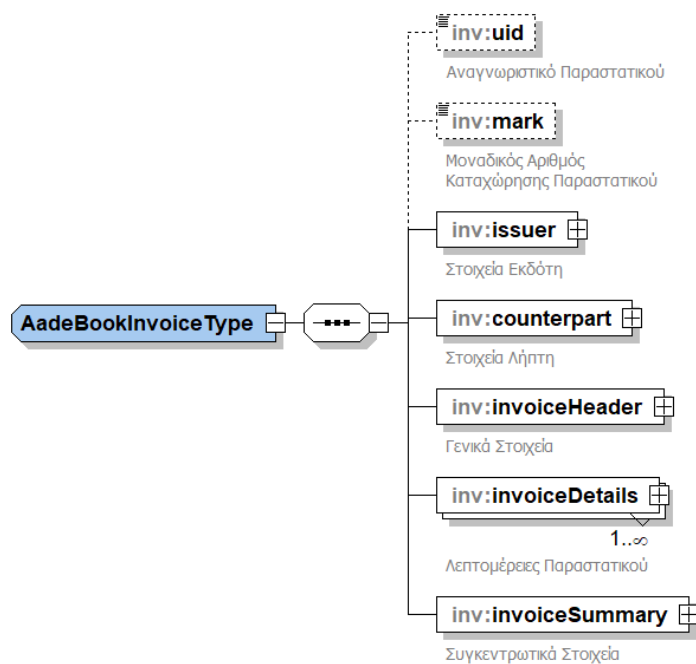 inv:uid
Αναγνωριστικό Παραστατικού
inv:mark
Μοναδικός Αριθμός
Καταχώρησης Παραστατικού
inv:issuer
Στοιχεία Εκδότη
AadeBookInvoiceType
inv:counterpart
Στοιχεία Λήπτη
inv:invoiceHeader
Γενικά Στοιχεία
inv:invoiceDetails
1..∞
Λεπτομέρειες Παραστατικού
inv:invoiceSummary
Συγκεντρωτικά Στοιχεία